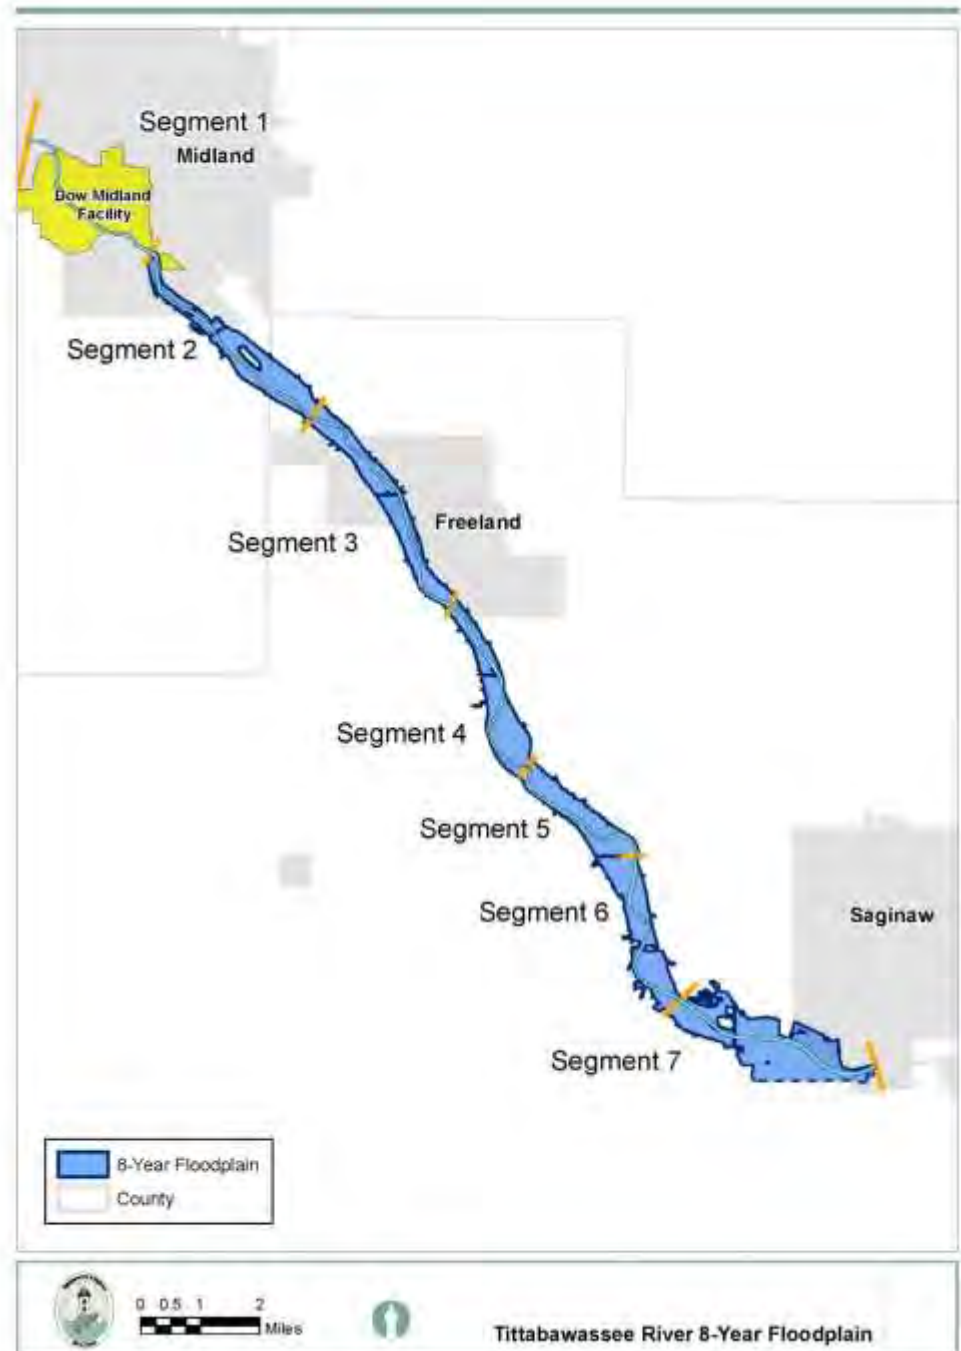 Segment 1
Midland
Dow Midland
Facility
Segment 2
Freeland
Segment 3
Segment 4
Segment 5
Segment 6
Saginaw
Segment 7
8-Year Floodplain
County
0 0.5 1 2
Miles
Tittabawassee River 8-Year Floodplain